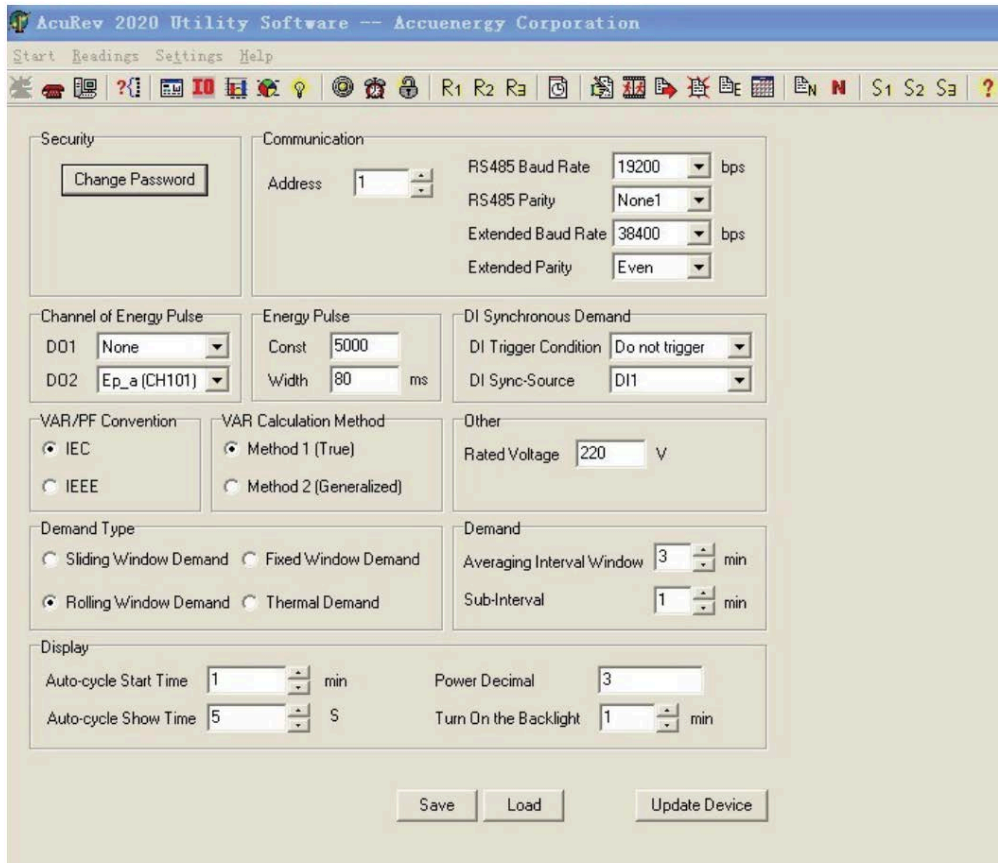 AcuRev 2020 Utility Software -- Accuenergy Corporation
Start Readings Settings Help
?{ IO R1 R2 R3 E N N S1 S2 S3 ?
Security
Change Password
Communication
Address 1
RS485 Baud Rate 19200 bps
RS485 Parity None1
Extended Baud Rate 38400 bps
Extended Parity Even
Channel of Energy Pulse
DO1 None
DO2 Ep_a (CH101)
Energy Pulse
Const 5000
Width 80 ms
DI Synchronous Demand
DI Trigger Condition Do not trigger
DI Sync-Source DI1
VAR/PF Convention
IEC
IEEE
VAR Calculation Method
Method 1 (True)
Method 2 (Generalized)
Other
Rated Voltage 220 V
Demand Type
Sliding Window Demand Fixed Window Demand
Rolling Window Demand Thermal Demand
Demand
Averaging Interval Window 3 min
Sub-Interval 1 min
Display
Auto-cycle Start Time 1 min Power Decimal 3
Auto-cycle Show Time 5 S Turn On the Backlight 1 min
Save Load Update Device